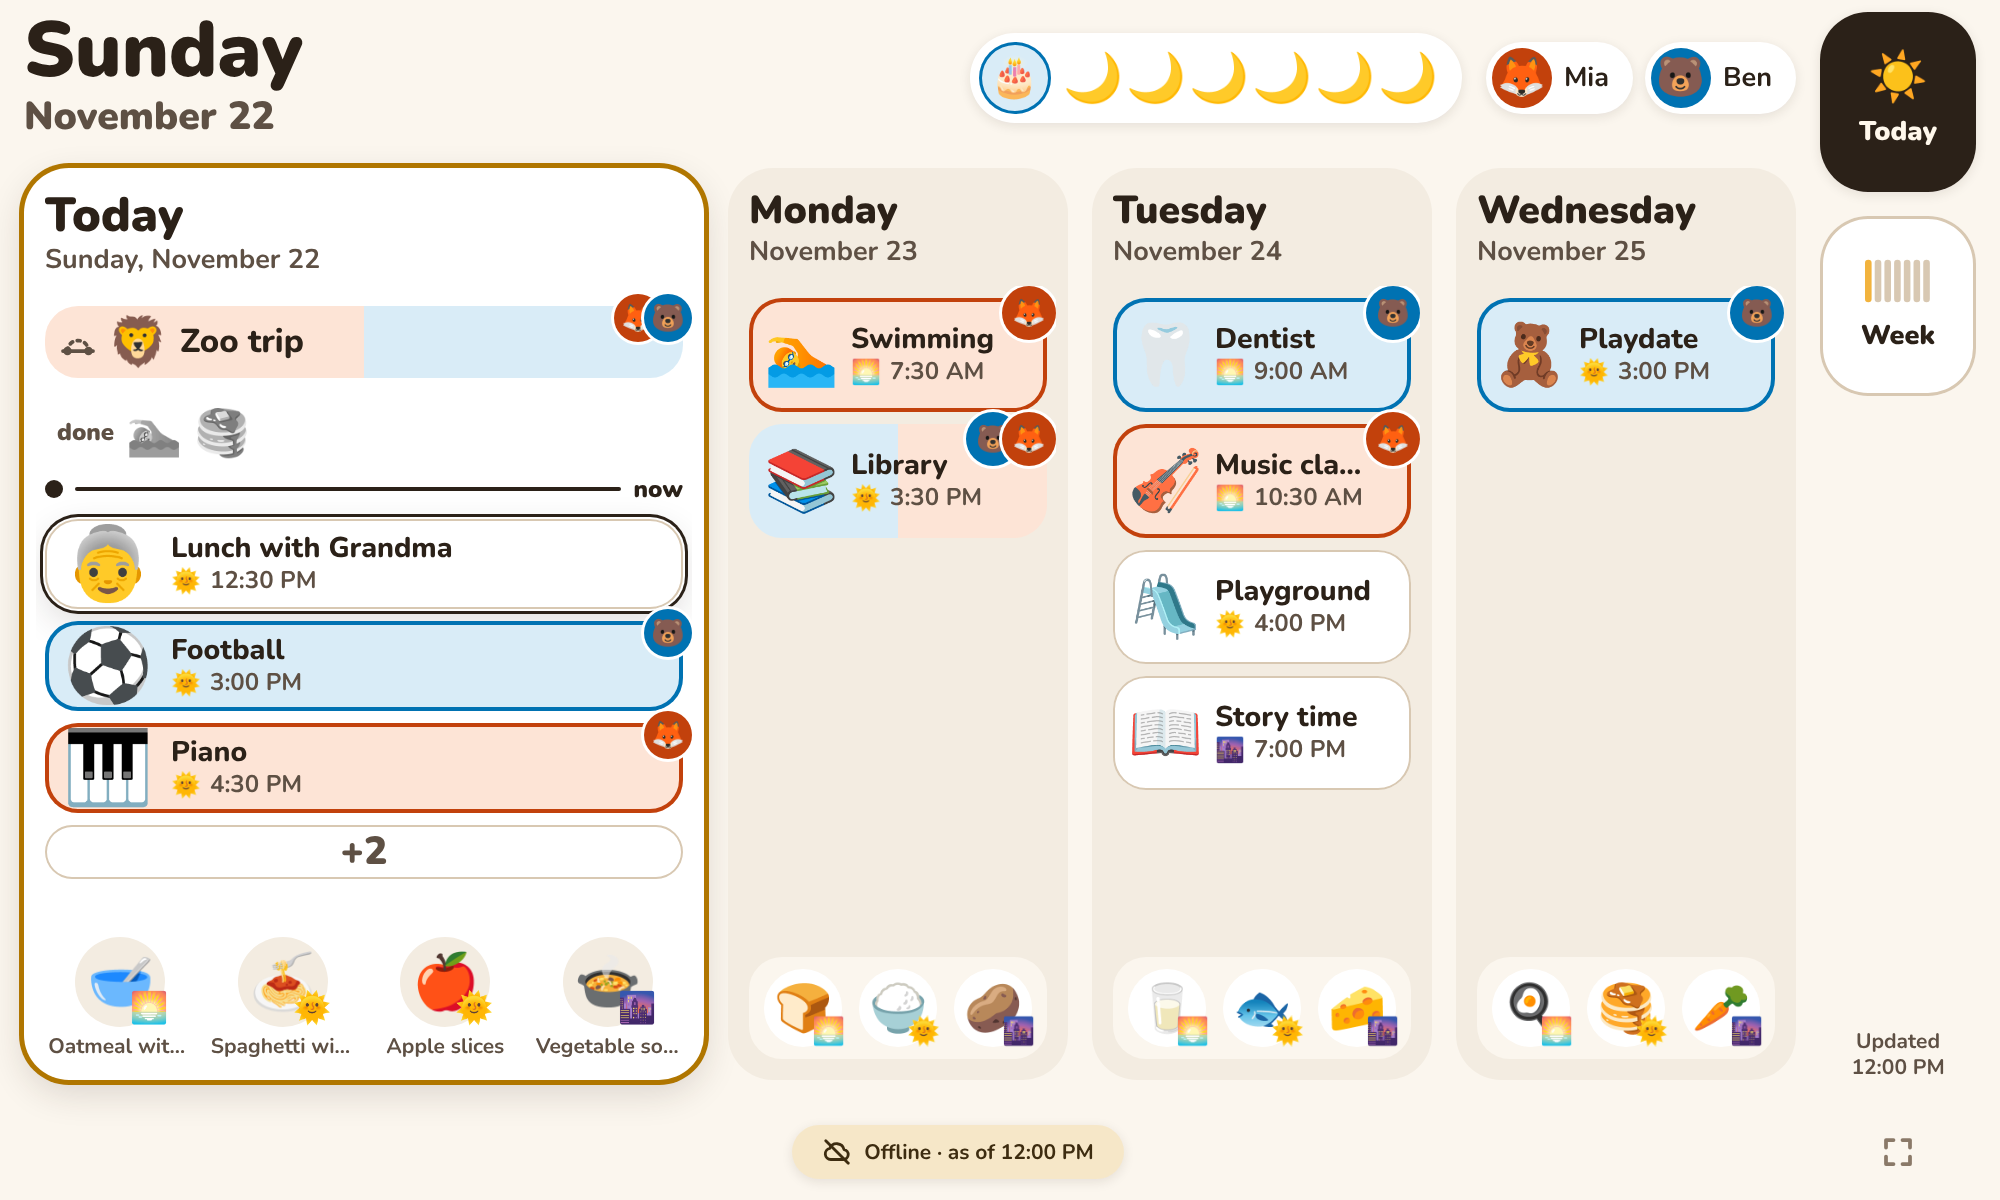 Sunday
November 22
Mia
Ben
Today
Week
Today
Sunday, November 22
Zoo trip
done
now
Lunch with Grandma
12:30 PM
Football
3:00 PM
Piano
4:30 PM
+2
Oatmeal wit...
Spaghetti wi...
Apple slices
Vegetable so...
Monday
November 23
Swimming
7:30 AM
Library
3:30 PM
Tuesday
November 24
Dentist
9:00 AM
Music cla...
10:30 AM
Playground
4:00 PM
Story time
7:00 PM
Wednesday
November 25
Playdate
3:00 PM
Updated
12:00 PM
Offline · as of 12:00 PM